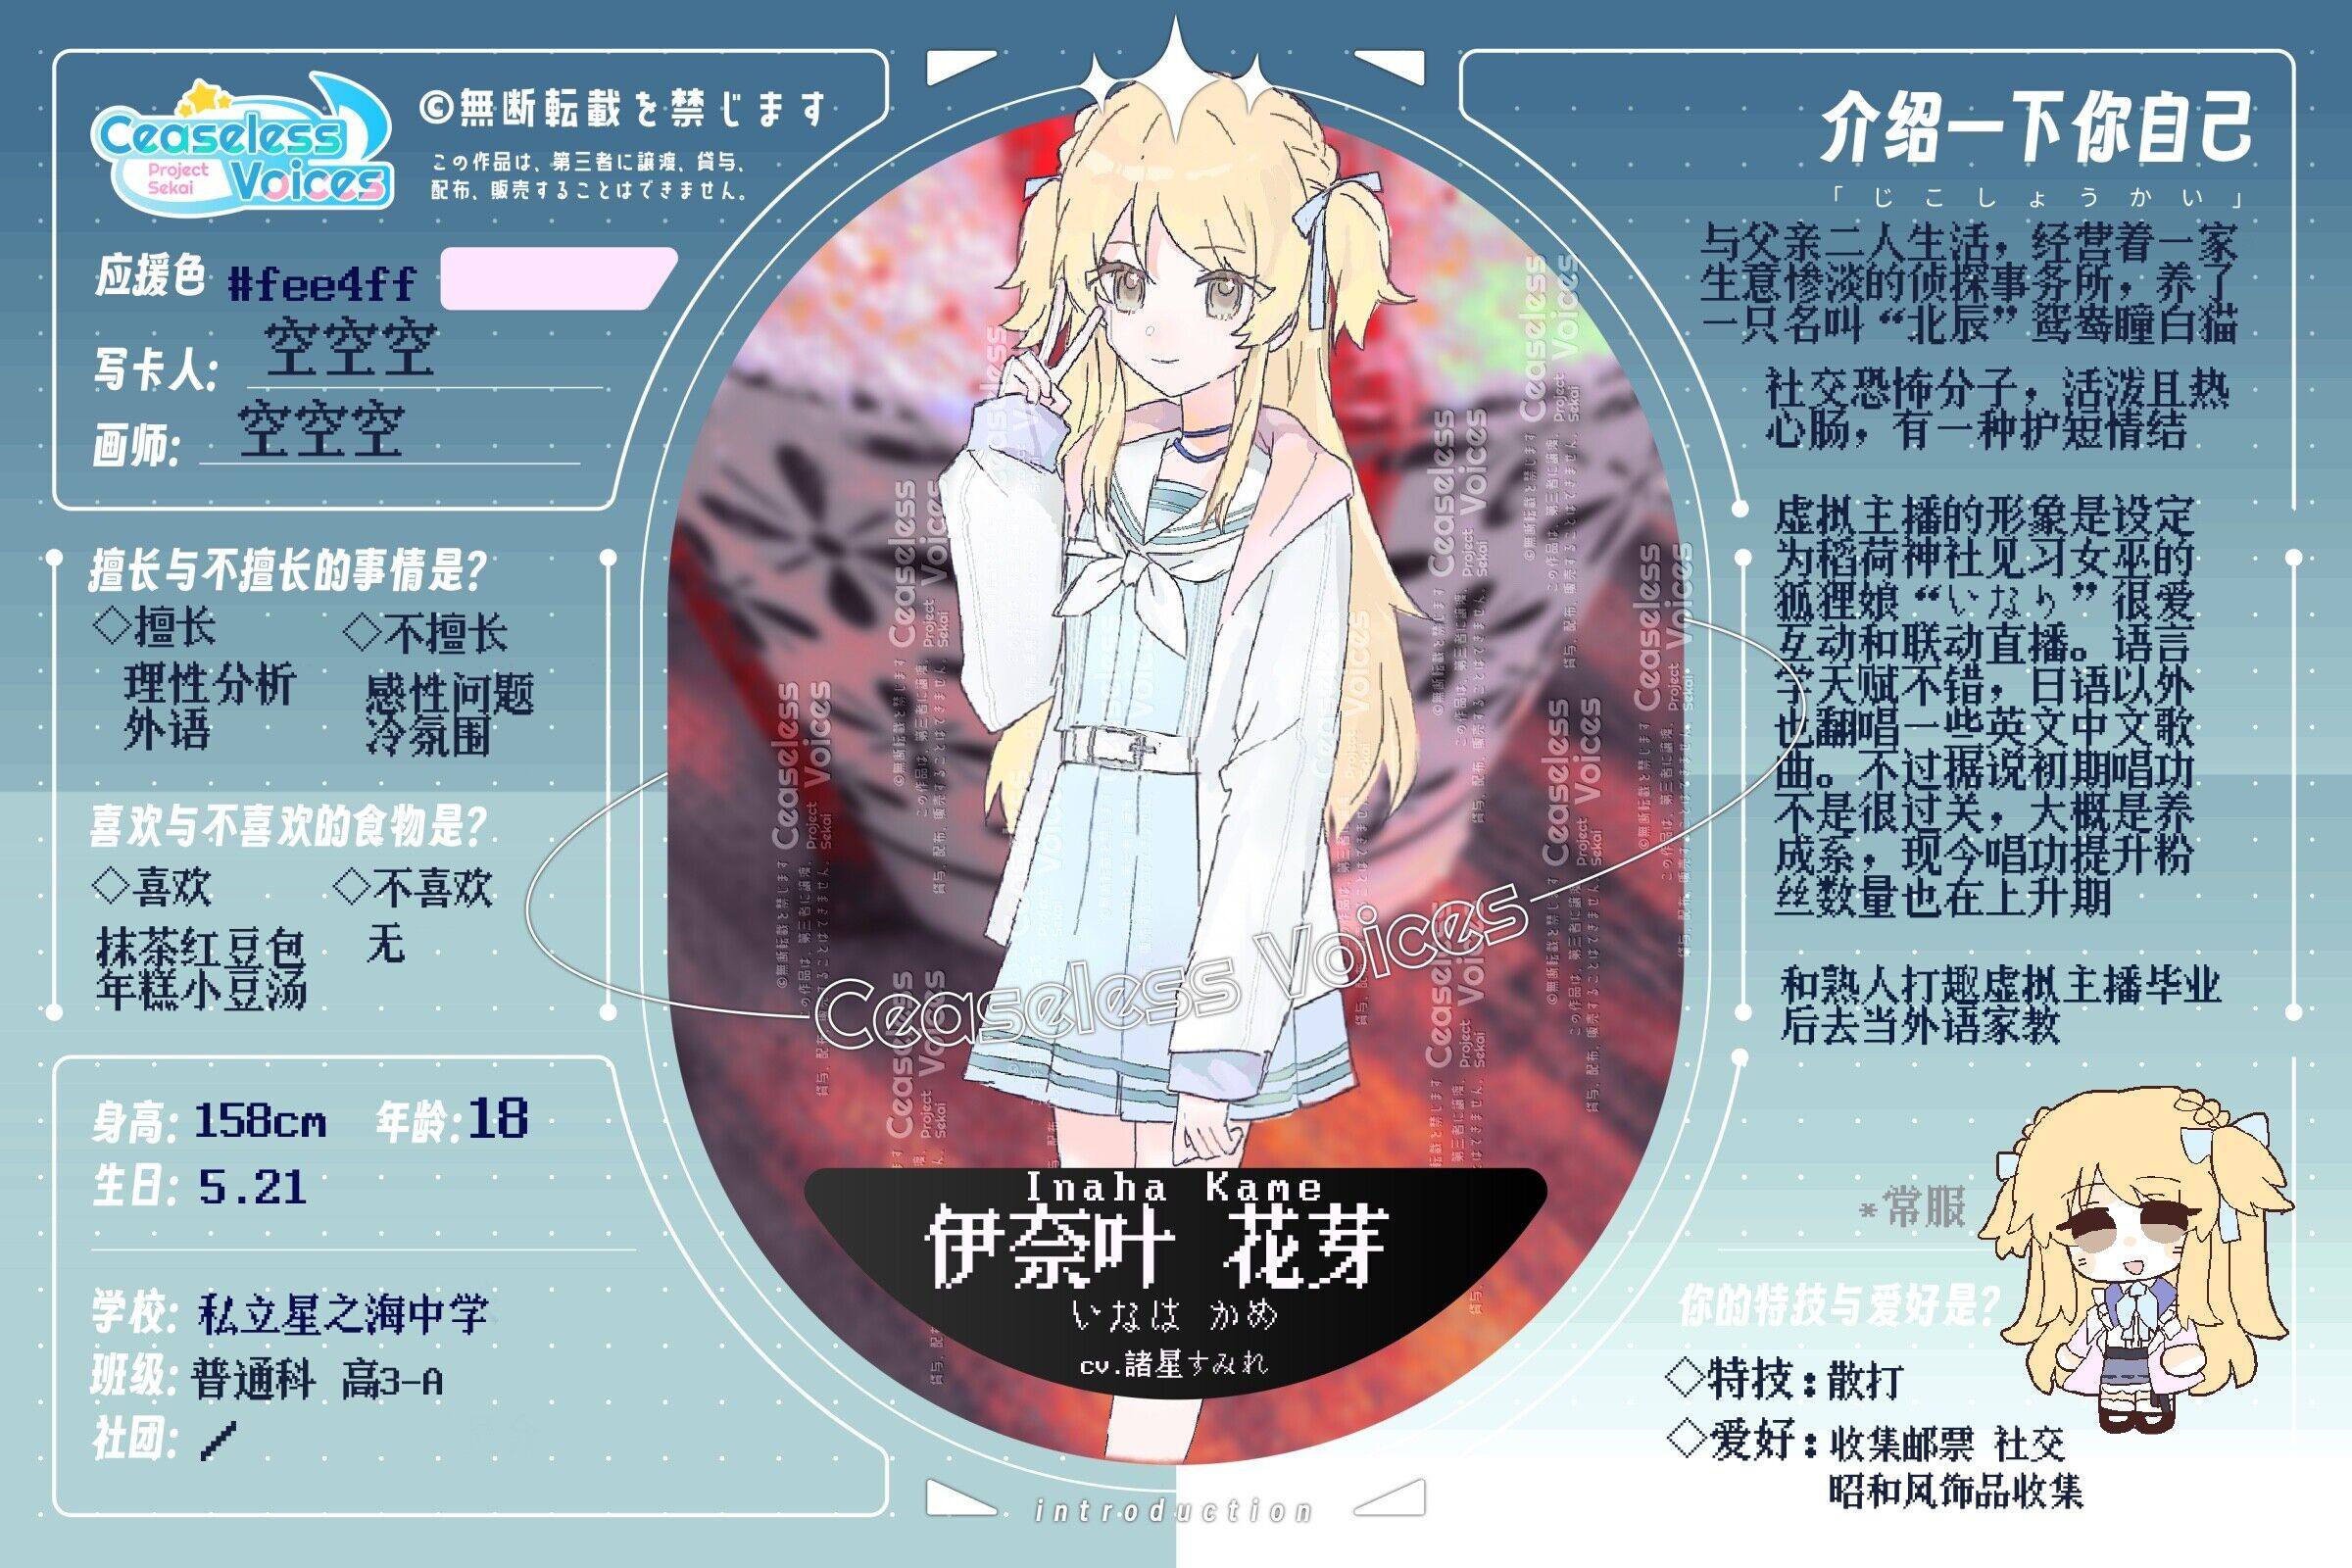 Ceaseless
Voices
Project
Sekai
©無断転載を禁じます
この作品は、第三者に譲渡、貸与、
配布、販売することはできません。
应援色 #fee4ff
写卡人: 空空空
画师: 空空空
擅长与不擅长的事情是?
◇擅长 ◇不擅长
理性分析 感性问题
外语 冷氛围
喜欢与不喜欢的食物是?
◇喜欢 ◇不喜欢
抹茶红豆包 无
年糕小豆汤
身高: 158cm 年龄:18
生日: 5.21
学校: 私立星之海中学
班级: 普通科 高3-A
社团: /
Ceaseless Voices
Inaha Kame
伊奈叶 花芽
いなは かめ
cv.諸星すみれ
introduction
介绍一下你自己
「じこしょうかい」
与父亲二人生活，经营着一家
生意惨淡的侦探事务所，养了
一只名叫“北辰”鸳鸯瞳白猫
社交恐怖分子，活泼且热
心肠，有一种护短情结
虚拟主播的形象是设定
为稻荷神社见习女巫的
狐狸娘“いなり”很爱
互动和联动直播。语言
学天赋不错，日语以外
也翻唱一些英文中文歌
曲。不过据说初期唱功
不是很过关，大概是养
成系，现今唱功提升粉
丝数量也在上升期
和熟人打趣虚拟主播毕业
后去当外语家教
*常服
你的特技与爱好是?
◇特技:散打
◇爱好:收集邮票 社交
昭和风饰品收集